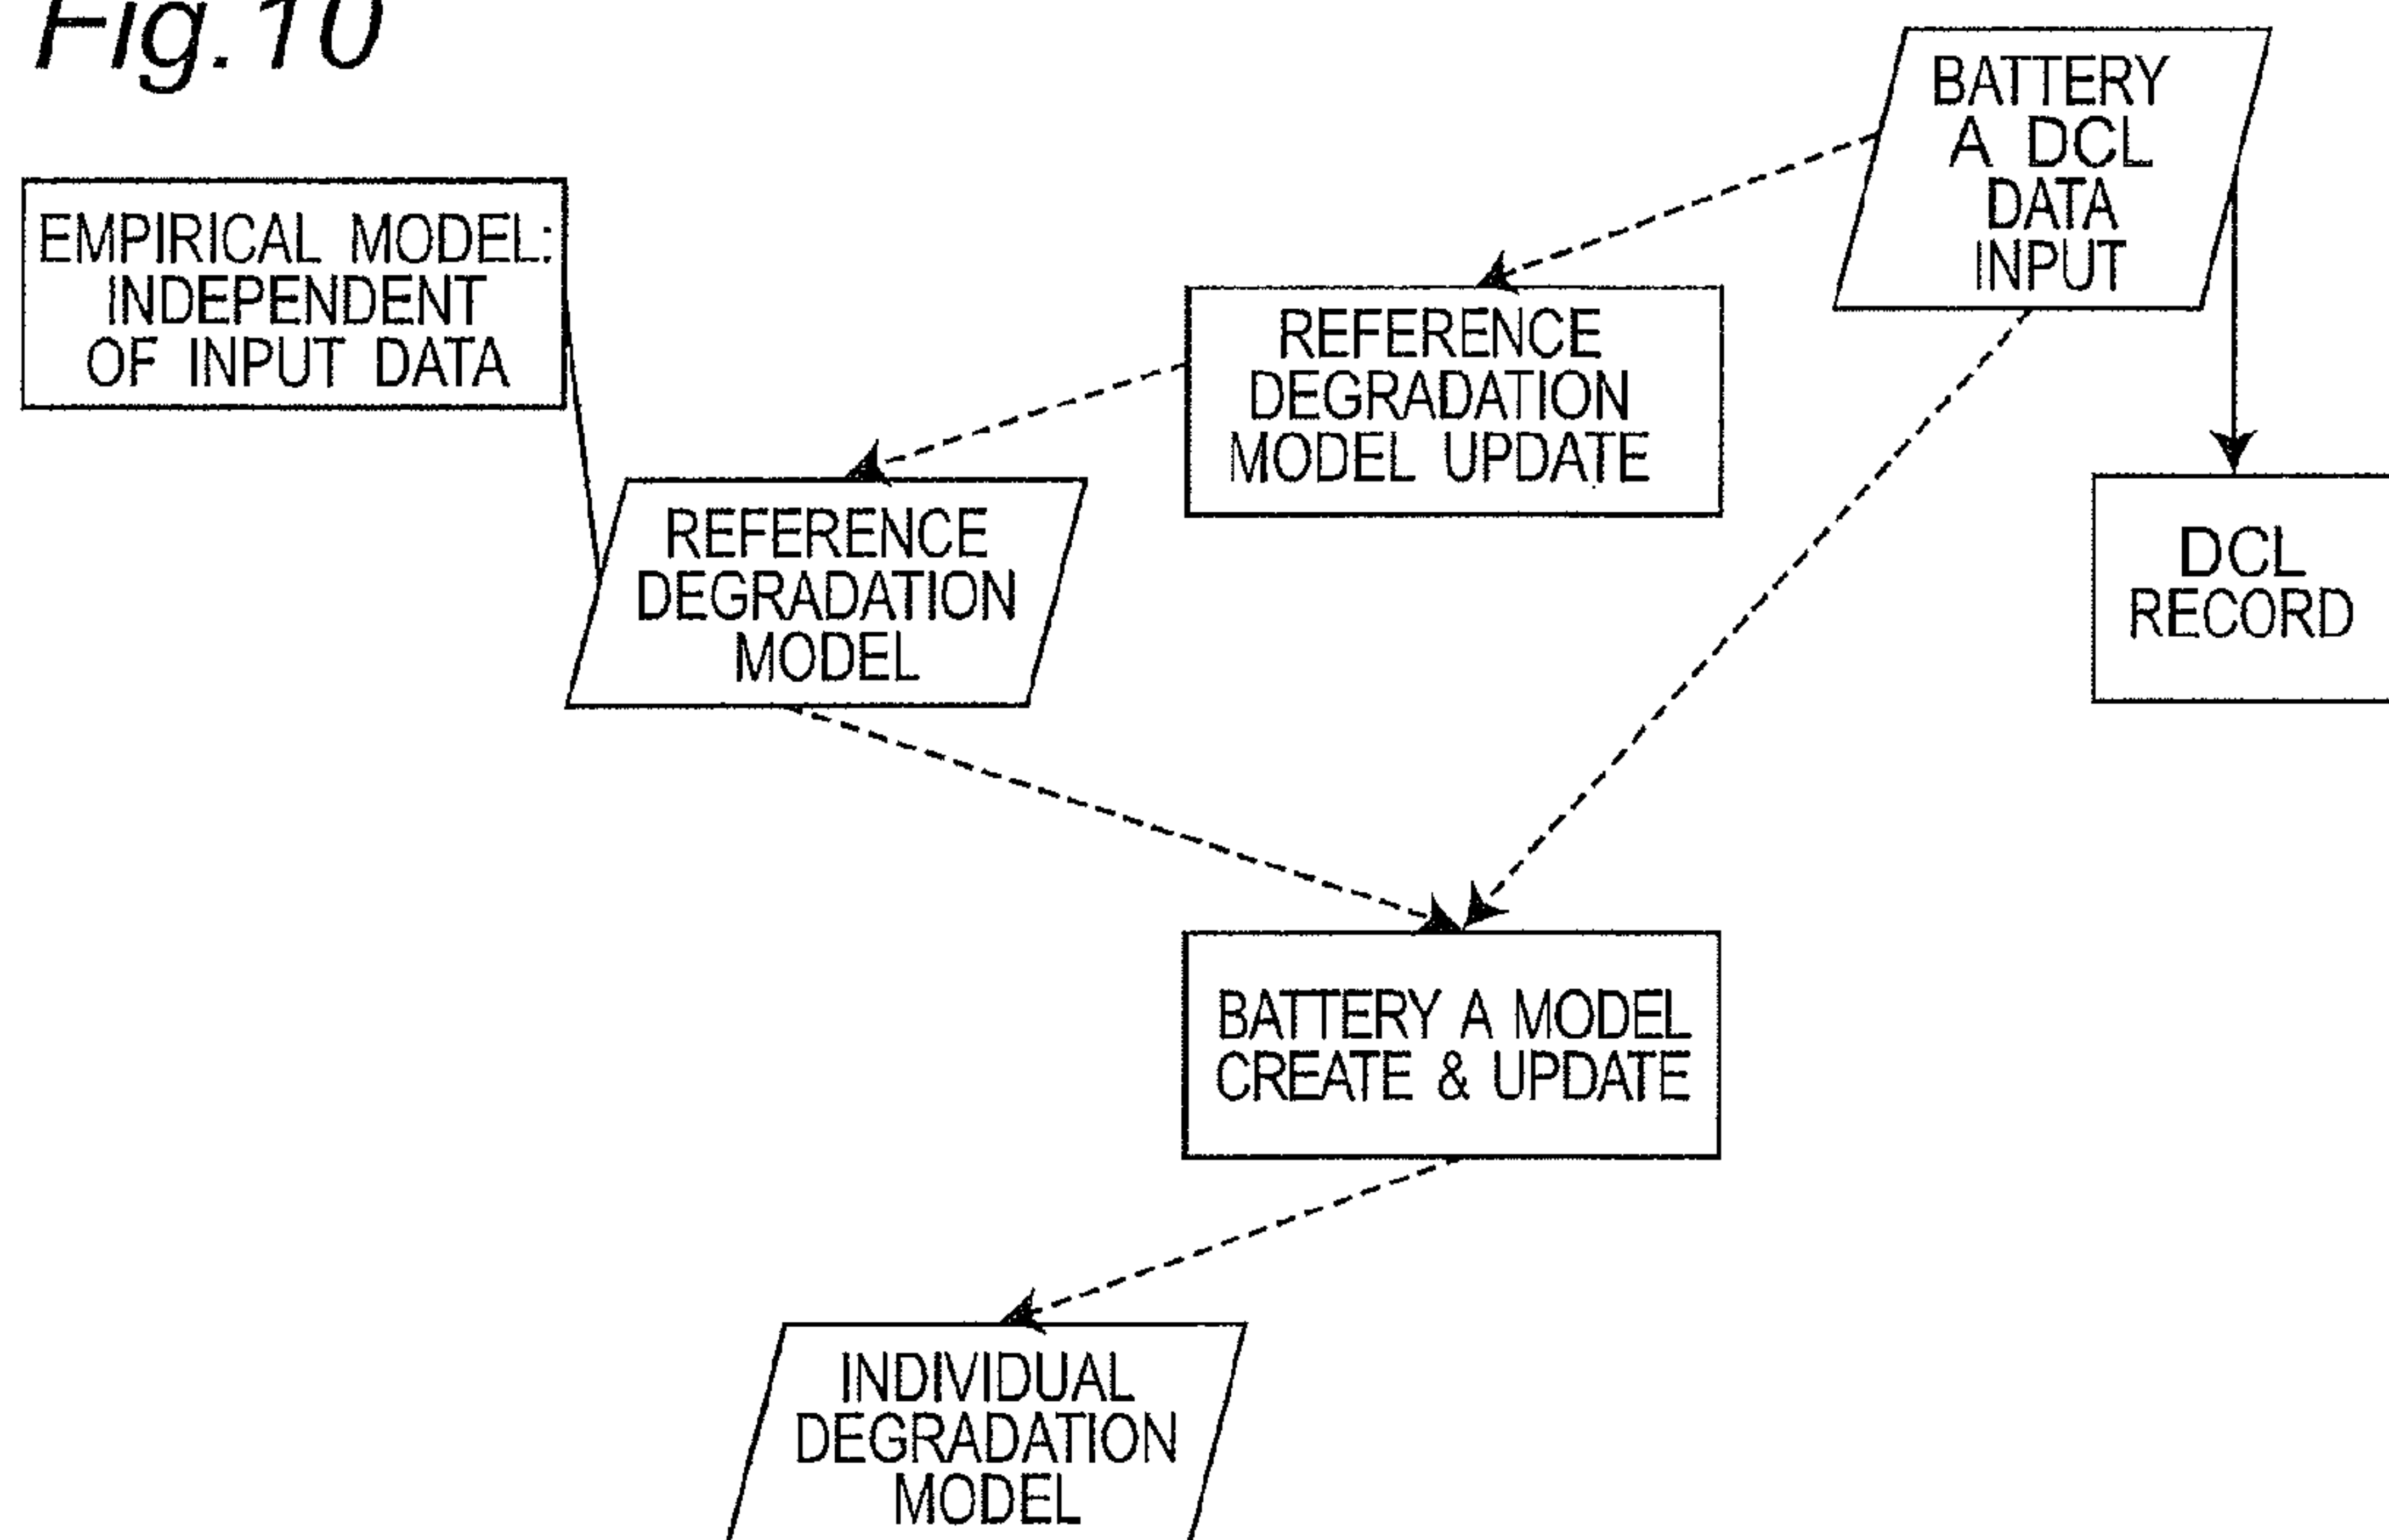 Fig.10
BATTERY
A DCL
DATA
INPUT
EMPIRICAL MODEL:
INDEPENDENT
OF INPUT DATA
REFERENCE
DEGRADATION
MODEL UPDATE
REFERENCE
DEGRADATION
MODEL
DCL
RECORD
BATTERY A MODEL
CREATE & UPDATE
INDIVIDUAL
DEGRADATION
MODEL